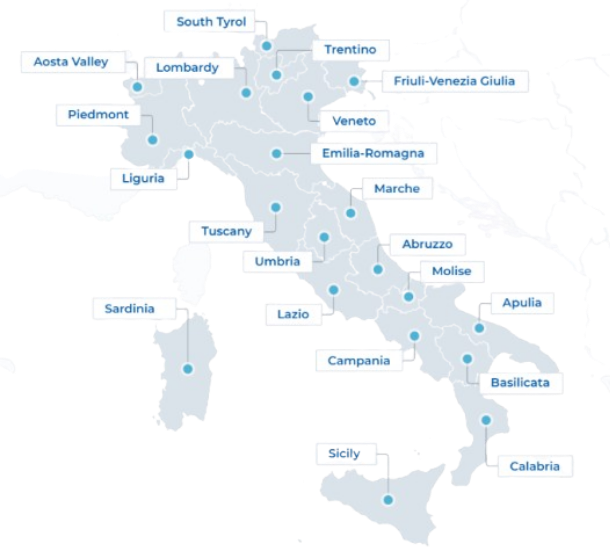 South Tyrol
Trentino
Aosta Valley
Lombardy
Friuli-Venezia Giulia
Piedmont
Veneto
Emilia-Romagna
Liguria
Marche
Tuscany
Abruzzo
Umbria
Molise
Sardinia
Apulia
Lazio
Campania
Basilicata
Sicily
Calabria